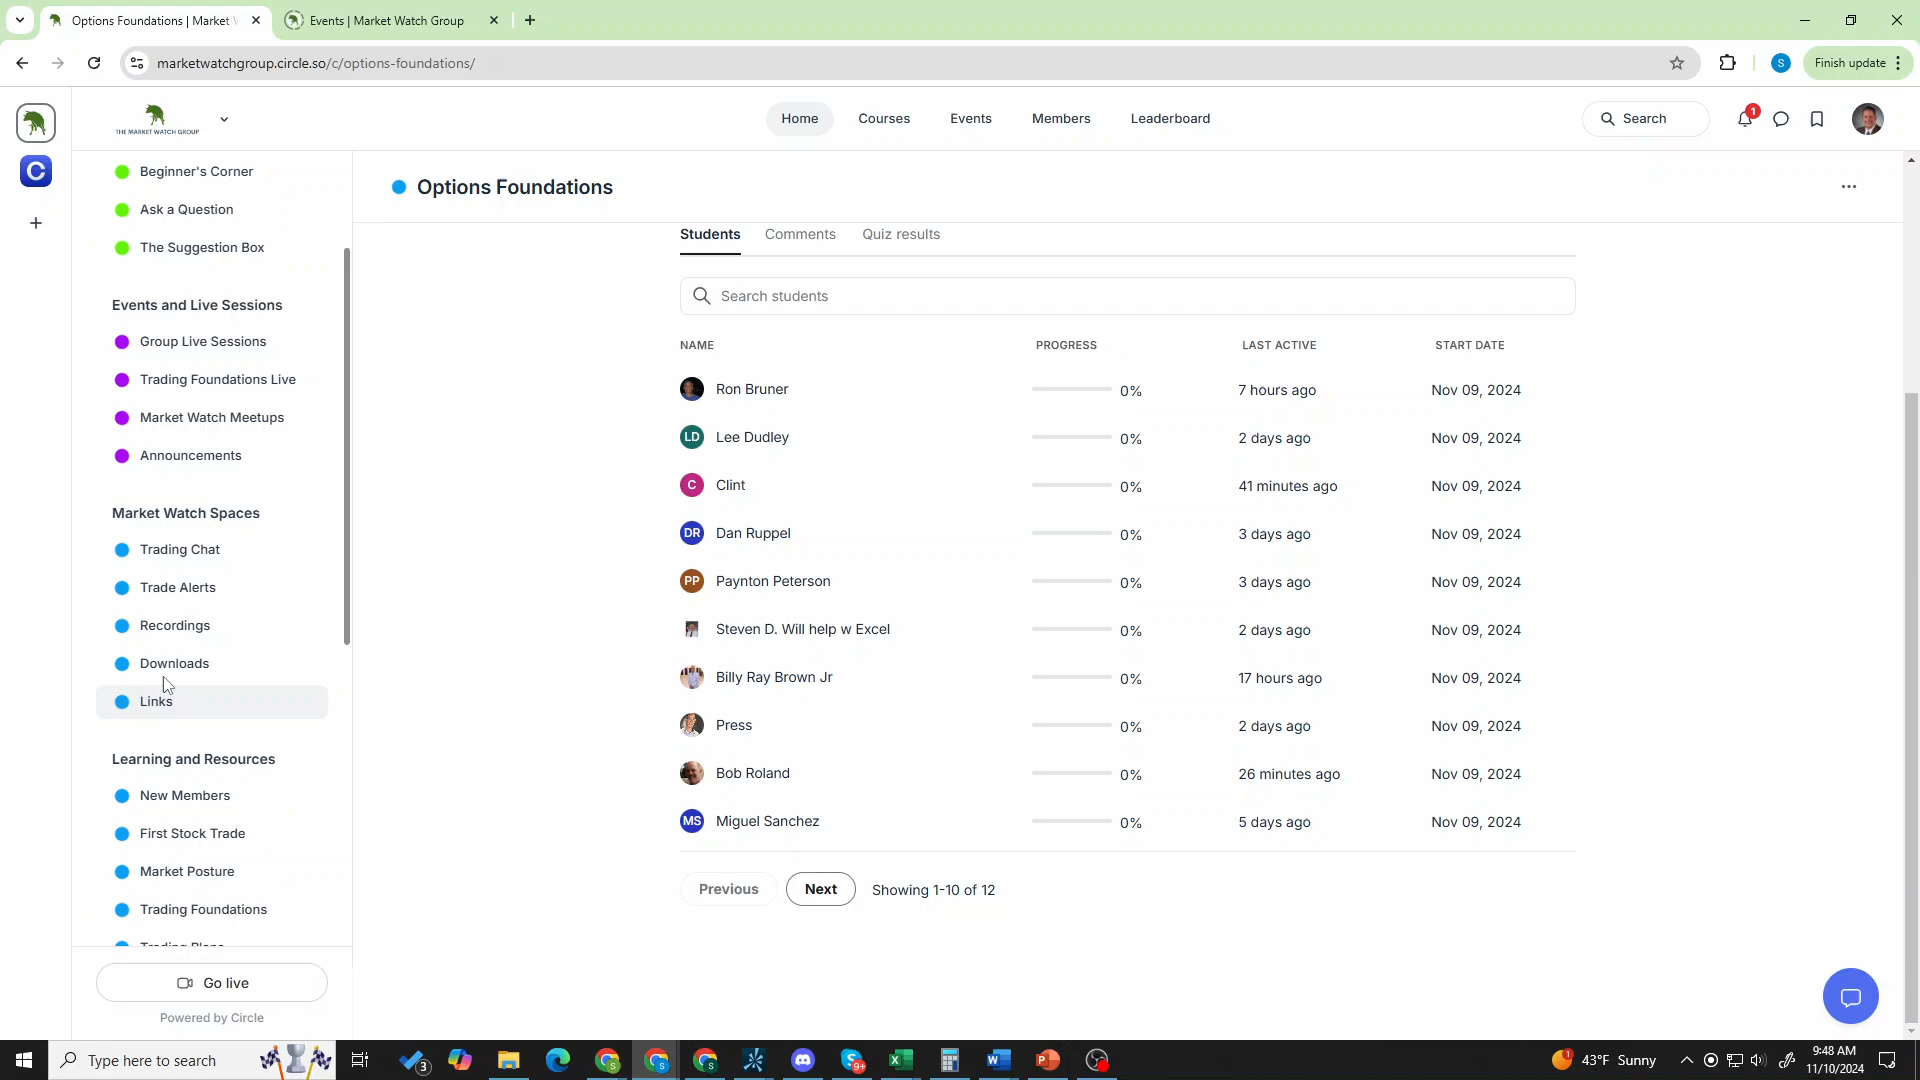 Options Foundations | Market W
Events | Market Watch Group
marketwatchgroup.circle.so/c/options-foundations/
S
Finish update
THE MARKET WATCH GROUP
Home
Courses
Events
Members
Leaderboard
Search
1
C
Beginner's Corner
Ask a Question
The Suggestion Box
Events and Live Sessions
Group Live Sessions
Trading Foundations Live
Market Watch Meetups
Announcements
Market Watch Spaces
Trading Chat
Trade Alerts
Recordings
Downloads
Links
Learning and Resources
New Members
First Stock Trade
Market Posture
Trading Foundations
Trading Plans
Go live
Powered by Circle
Options Foundations
Students
Comments
Quiz results
Search students
NAME PROGRESS LAST ACTIVE START DATE
Ron Bruner 0% 7 hours ago Nov 09, 2024
LD Lee Dudley 0% 2 days ago Nov 09, 2024
C Clint 0% 41 minutes ago Nov 09, 2024
DR Dan Ruppel 0% 3 days ago Nov 09, 2024
PP Paynton Peterson 0% 3 days ago Nov 09, 2024
Steven D. Will help w Excel 0% 2 days ago Nov 09, 2024
Billy Ray Brown Jr 0% 17 hours ago Nov 09, 2024
Press 0% 2 days ago Nov 09, 2024
Bob Roland 0% 26 minutes ago Nov 09, 2024
MS Miguel Sanchez 0% 5 days ago Nov 09, 2024
Previous
Next
Showing 1-10 of 12
Type here to search
3
9+
1
43°F Sunny
9:48 AM
11/10/2024